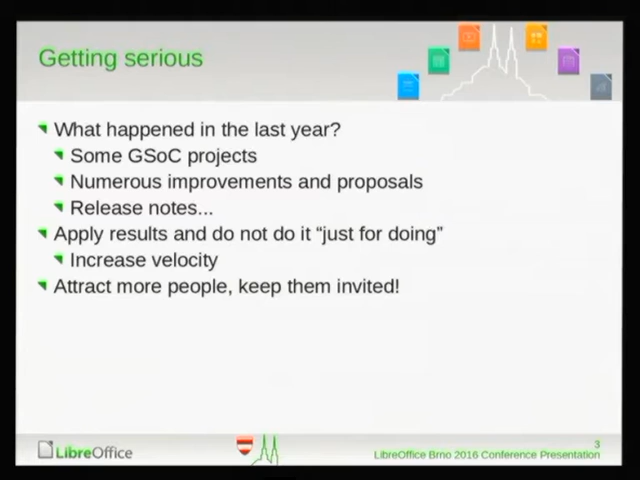 Getting serious
What happened in the last year?
Some GSoC projects
Numerous improvements and proposals
Release notes...
Apply results and do not do it “just for doing”
Increase velocity
Attract more people, keep them invited!
LibreOffice
3
LibreOffice Brno 2016 Conference Presentation